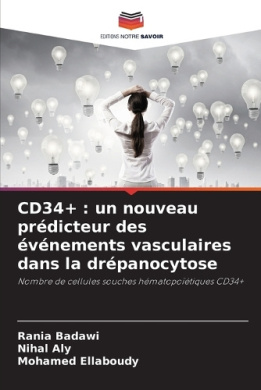 EDITIONS NOTRE SAVOIR
CD34+ : un nouveau
prédicteur des
événements vasculaires
dans la drépanocytose
Nombre de cellules souches hématopoïétiques CD34+
Rania Badawi
Nihal Aly
Mohamed Ellaboudy